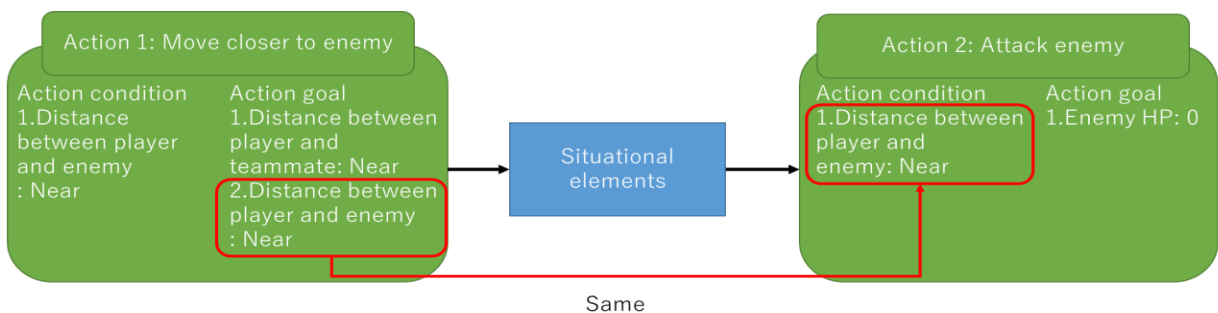 Action 1: Move closer to enemy
Action condition
1.Distance
between player
and enemy
: Near
Action goal
1.Distance between
player and
teammate: Near
2.Distance between
player and enemy
: Near
Situational
elements
Action 2: Attack enemy
Action condition
1.Distance between
player and
enemy: Near
Action goal
1.Enemy HP: 0
Same